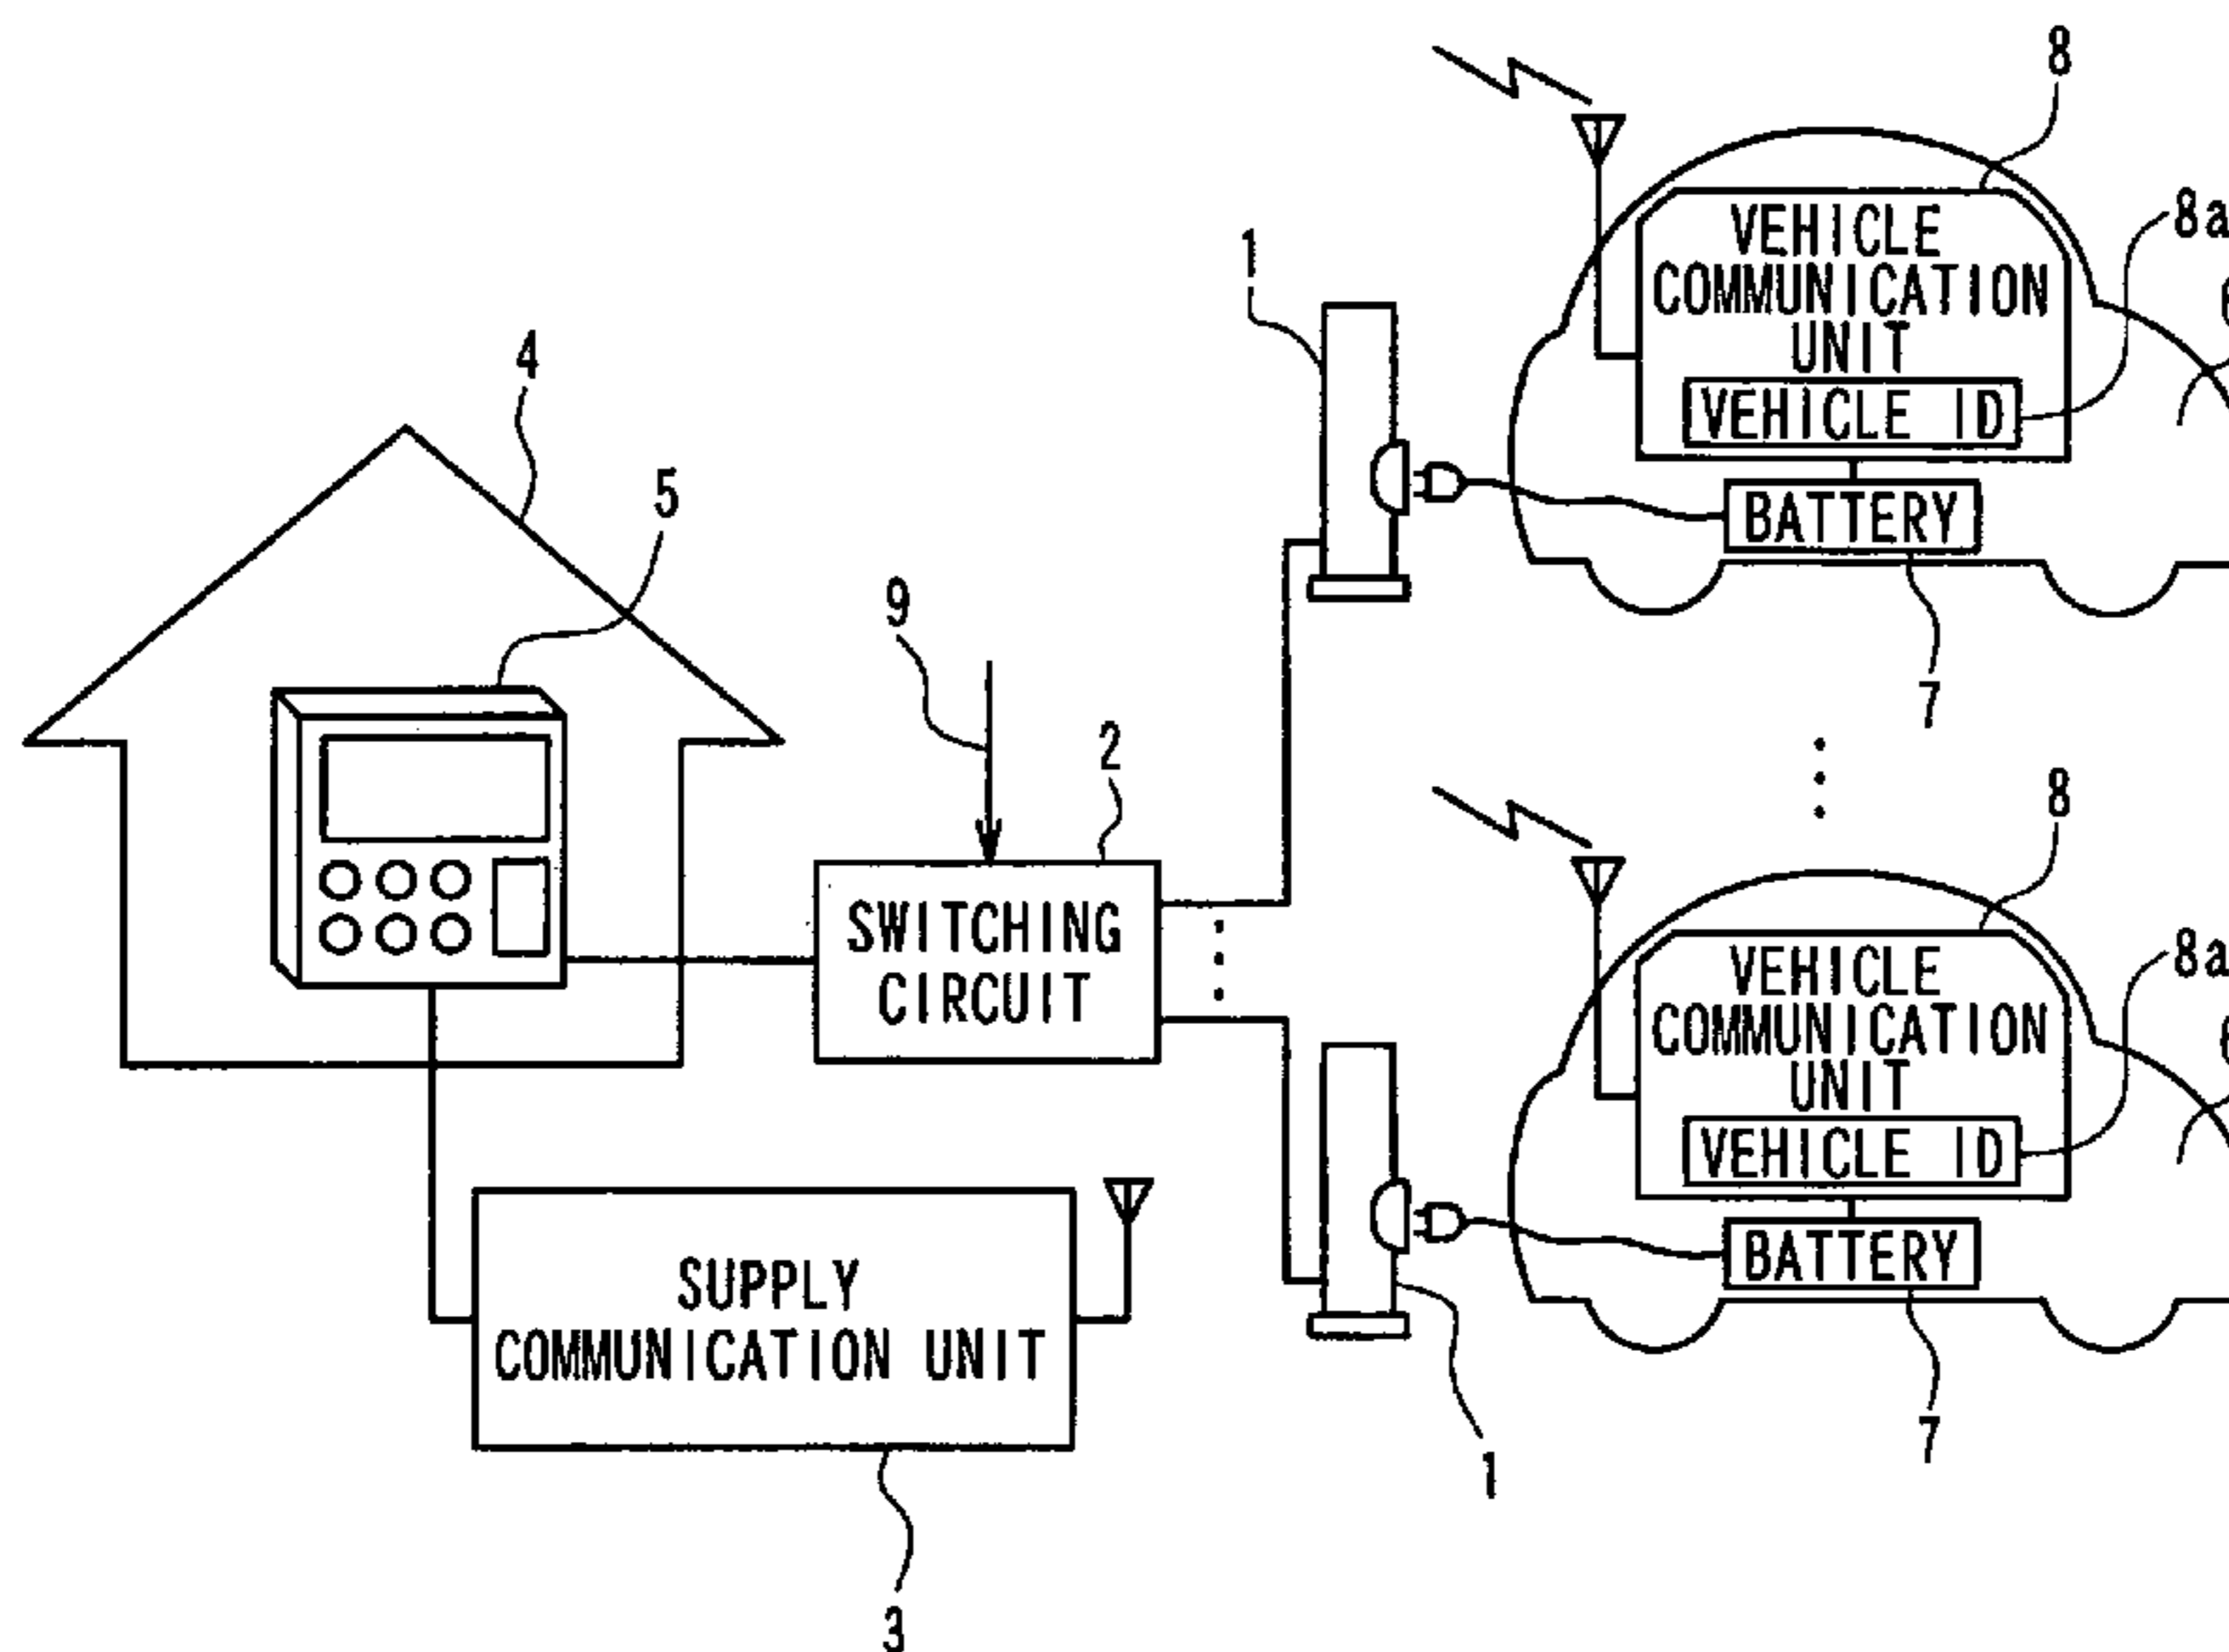 8
VEHICLE
COMMUNICATION
UNIT
VEHICLE ID
8a
1
BATTERY
7
4
5
9
2
SWITCHING
CIRCUIT
8
VEHICLE
COMMUNICATION
UNIT
VEHICLE ID
8a
BATTERY
7
1
SUPPLY
COMMUNICATION UNIT
3